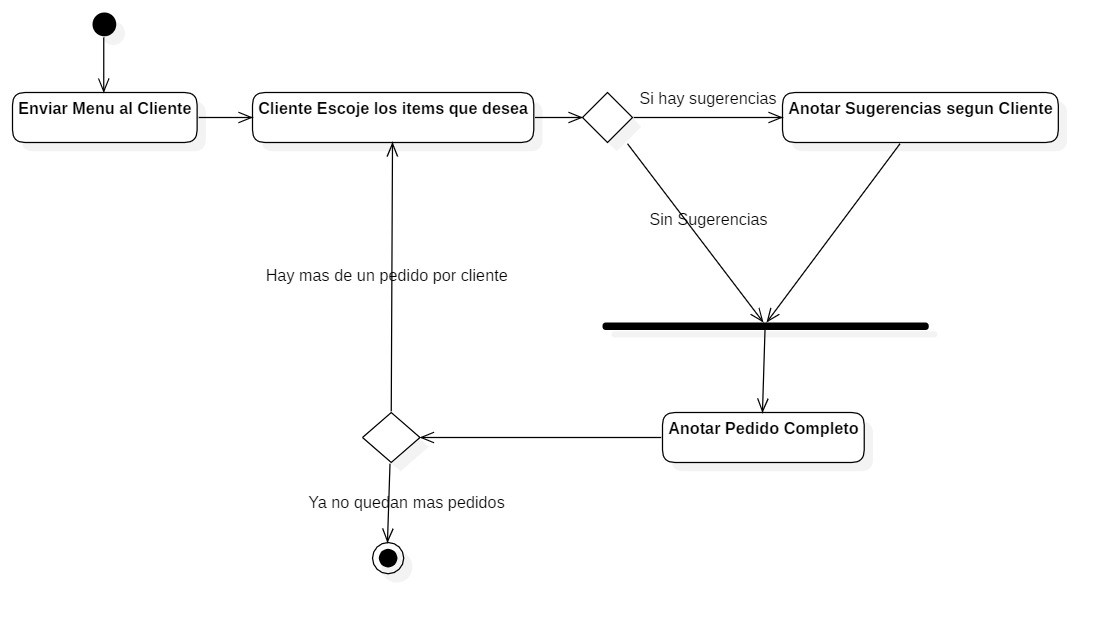 Enviar Menu al Cliente
Cliente Escoje los items que desea
Si hay sugerencias
Anotar Sugerencias segun Cliente
Sin Sugerencias
Hay mas de un pedido por cliente
Anotar Pedido Completo
Ya no quedan mas pedidos